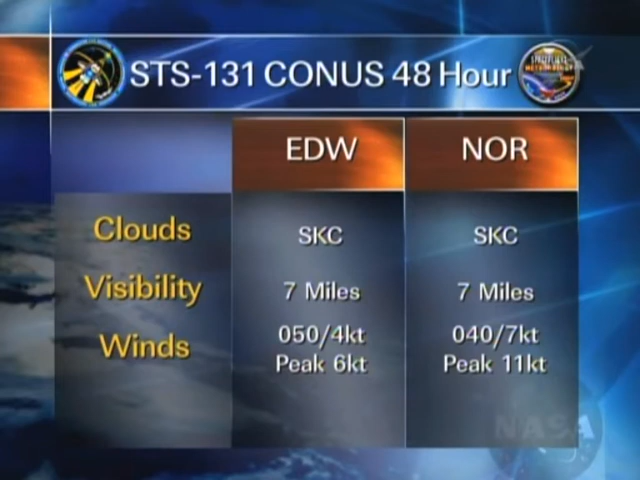 STS-131 CONUS 48 Hour
EDW NOR
Clouds SKC SKC
Visibility 7 Miles 7 Miles
Winds 050/4kt 040/7kt
Peak 6kt Peak 11kt
NASA